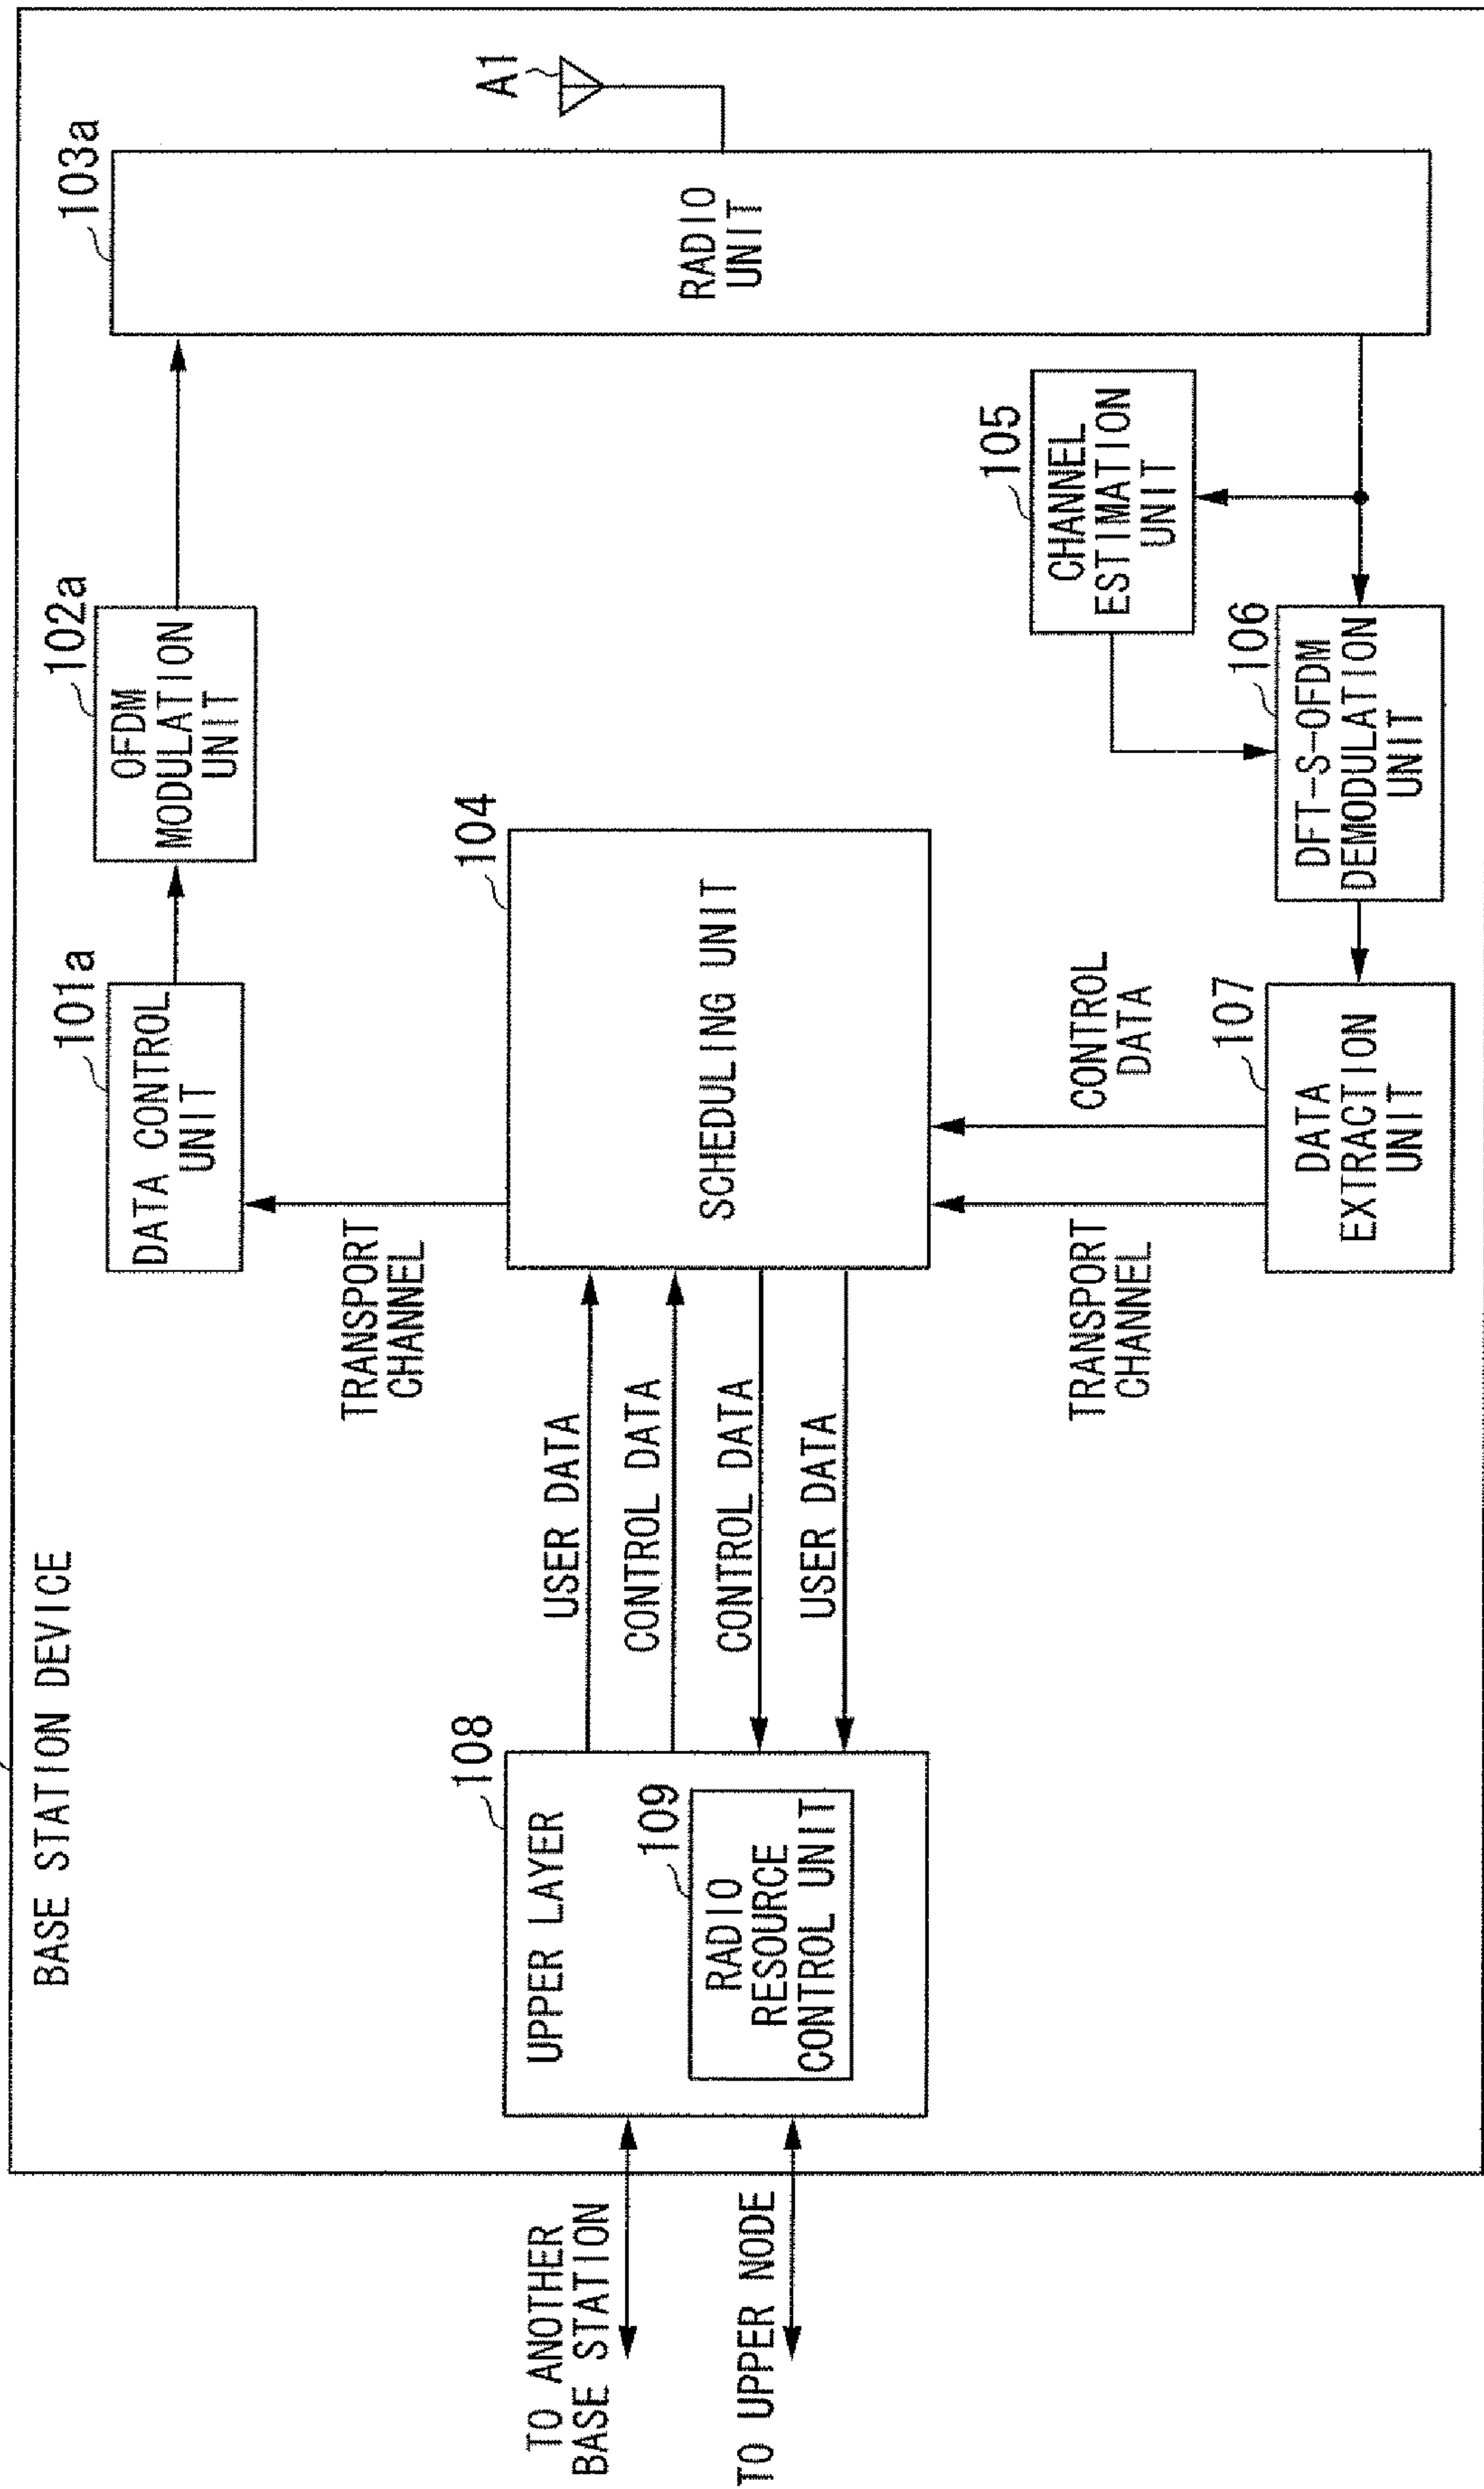 BASE STATION DEVICE
TO ANOTHER
BASE STATION
TO UPPER NODE
108
UPPER LAYER
109
RADIO
RESOURCE
CONTROL UNIT
USER DATA
CONTROL DATA
CONTROL DATA
USER DATA
TRANSPORT
CHANNEL
101a
DATA CONTROL
UNIT
102a
OFDM
MODULATION
UNIT
103a
RADIO
UNIT
A1
104
SCHEDULING UNIT
105
CHANNEL
ESTIMATION
UNIT
106
DFT-S-OFDM
DEMODULATION
UNIT
107
DATA
EXTRACTION
UNIT
CONTROL
DATA
TRANSPORT
CHANNEL